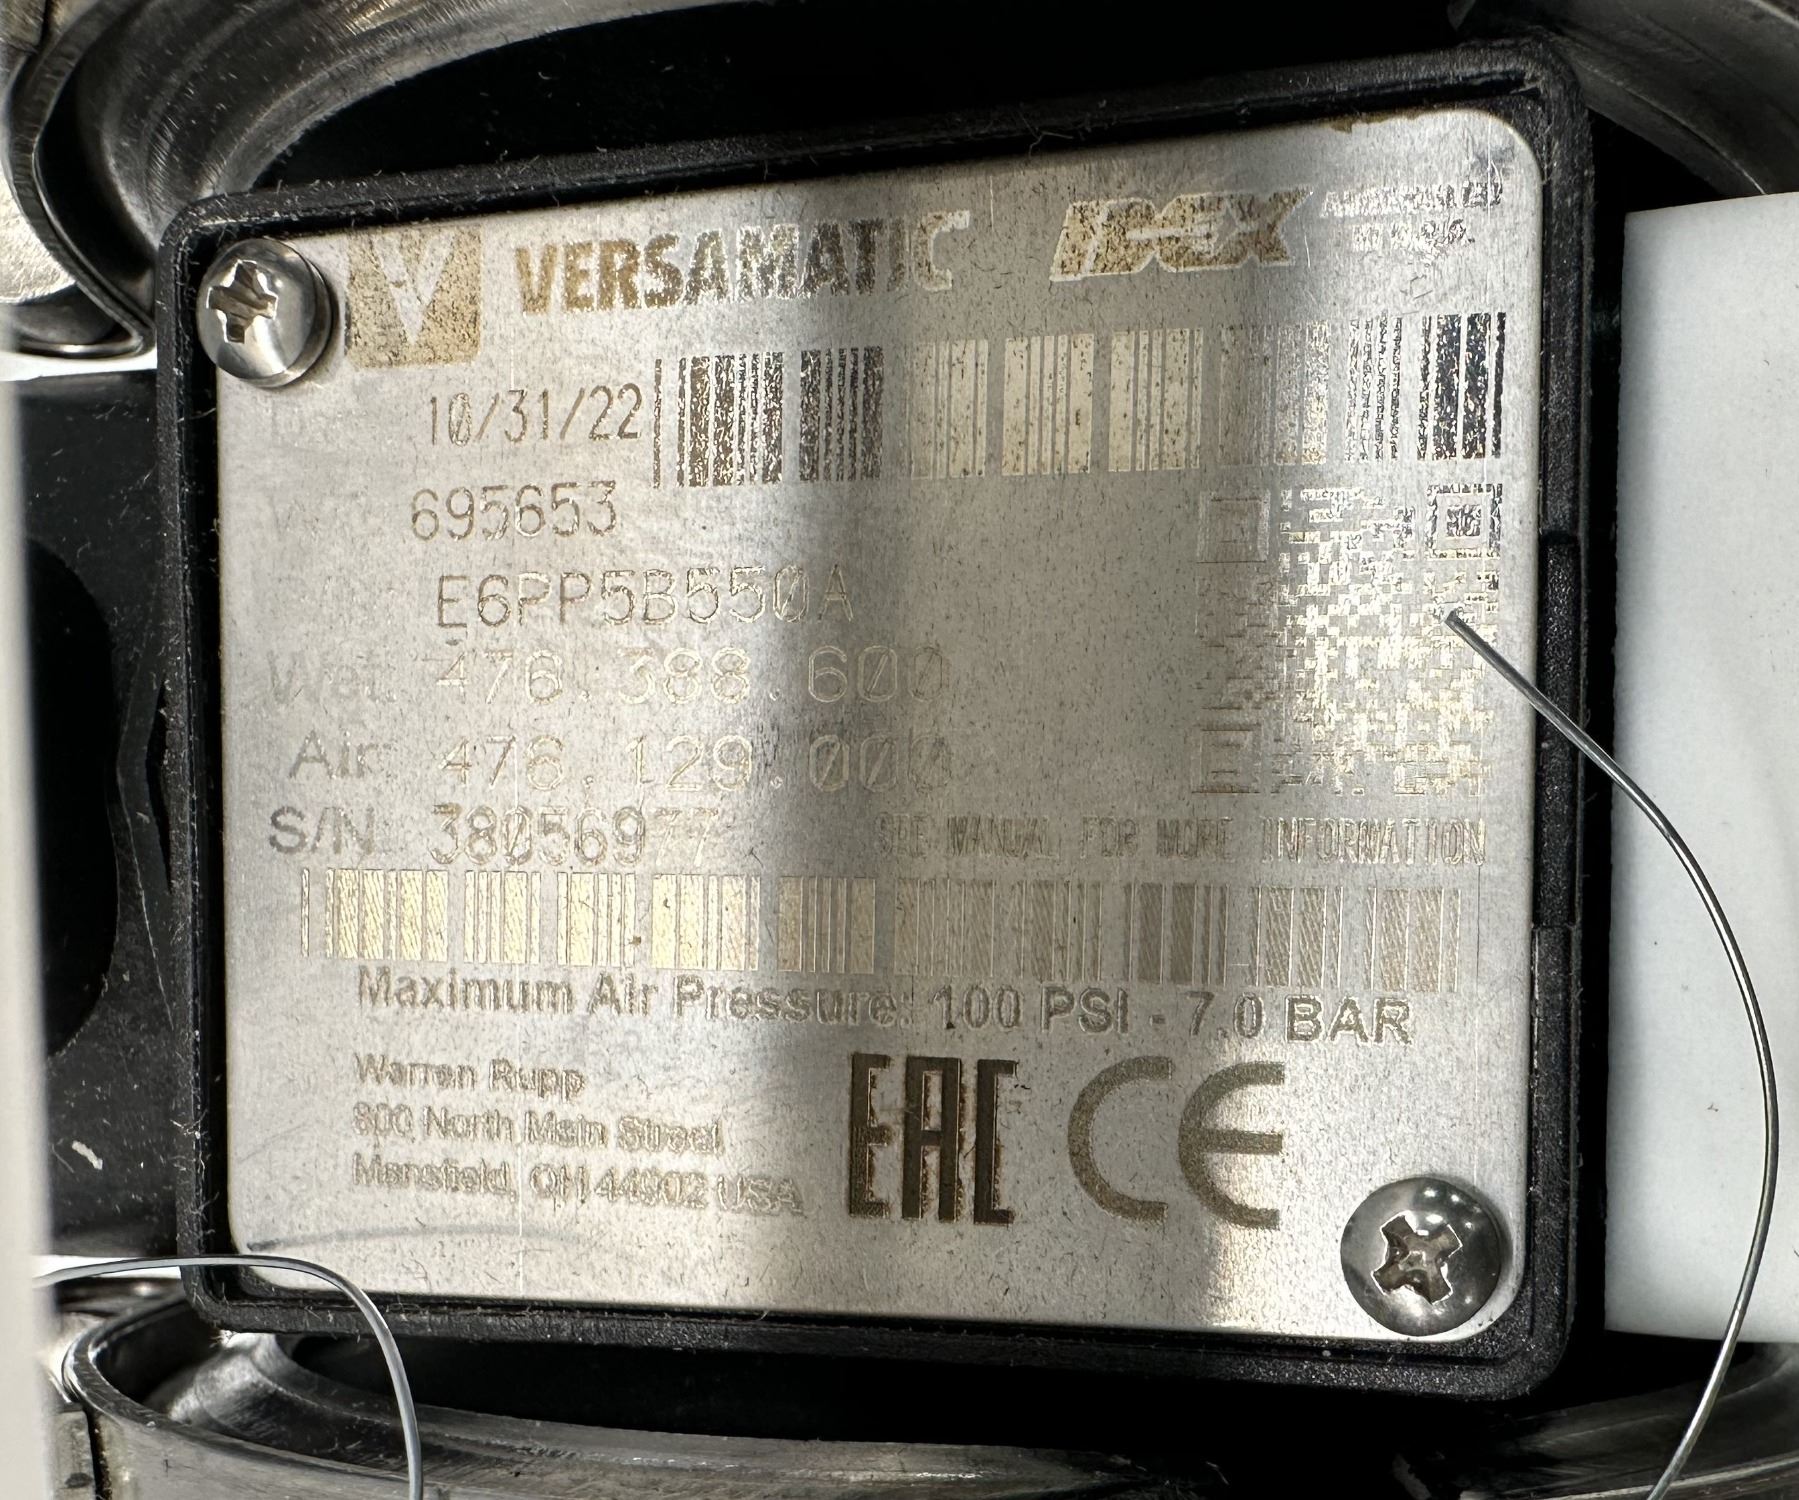 V VERSAMATIC IDEX
10/31/22
695653
E6PP5B550A
Wet: 476.388.600
Air: 476.129.000
S/N: 38056977
SEE MANUAL FOR MORE INFORMATION
Maximum Air Pressure: 100 PSI - 7.0 BAR
Warren Rupp
800 North Main Street,
Mansfield, OH 44902 USA
EAC CE